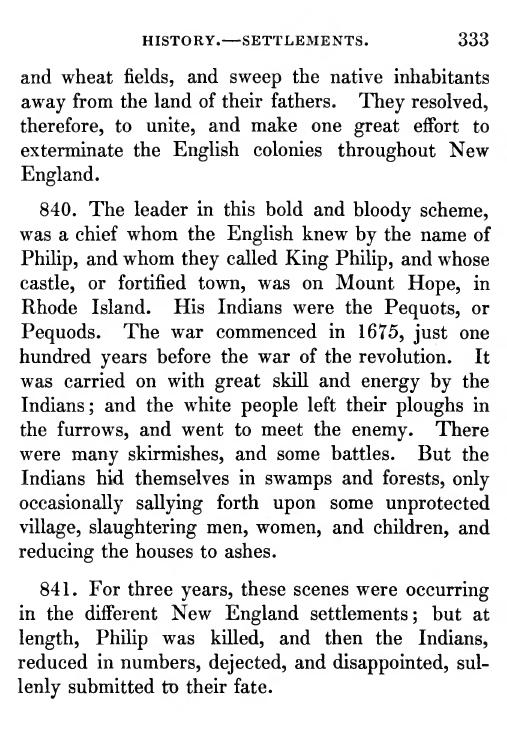 HISTORY.—SETTLEMENTS. 333
and wheat fields, and sweep the native inhabitants
away from the land of their fathers. They resolved,
therefore, to unite, and make one great effort to
exterminate the English colonies throughout New
England.
840. The leader in this bold and bloody scheme,
was a chief whom the English knew by the name of
Philip, and whom they called King Philip, and whose
castle, or fortified town, was on Mount Hope, in
Rhode Island. His Indians were the Pequots, or
Pequods. The war commenced in 1675, just one
hundred years before the war of the revolution. It
was carried on with great skill and energy by the
Indians; and the white people left their ploughs in
the furrows, and went to meet the enemy. There
were many skirmishes, and some battles. But the
Indians hid themselves in swamps and forests, only
occasionally sallying forth upon some unprotected
village, slaughtering men, women, and children, and
reducing the houses to ashes.
841. For three years, these scenes were occurring
in the different New England settlements; but at
length, Philip was killed, and then the Indians,
reduced in numbers, dejected, and disappointed, sul-
lenly submitted to their fate.